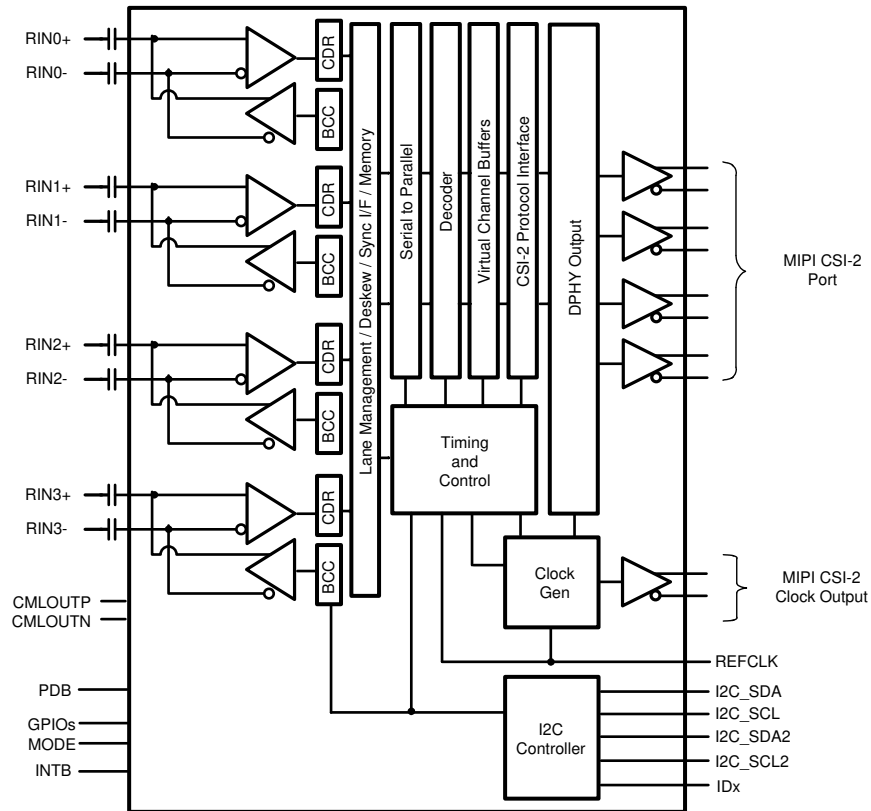 RIN0+
RIN0-
CDR
BCC
RIN1+
RIN1-
CDR
BCC
RIN2+
RIN2-
CDR
BCC
RIN3+
RIN3-
CDR
BCC
Lane Management / Deskew / Sync I/F / Memory
Serial to Parallel
Decoder
Virtual Channel Buffers
CSI-2 Protocol Interface
DPHY Output
MIPI CSI-2
Port
Timing
and
Control
Clock
Gen
MIPI CSI-2
Clock Output
CMLOUTP
CMLOUTN
PDB
GPIOs
MODE
INTB
REFCLK
I2C
Controller
I2C_SDA
I2C_SCL
I2C_SDA2
I2C_SCL2
IDx